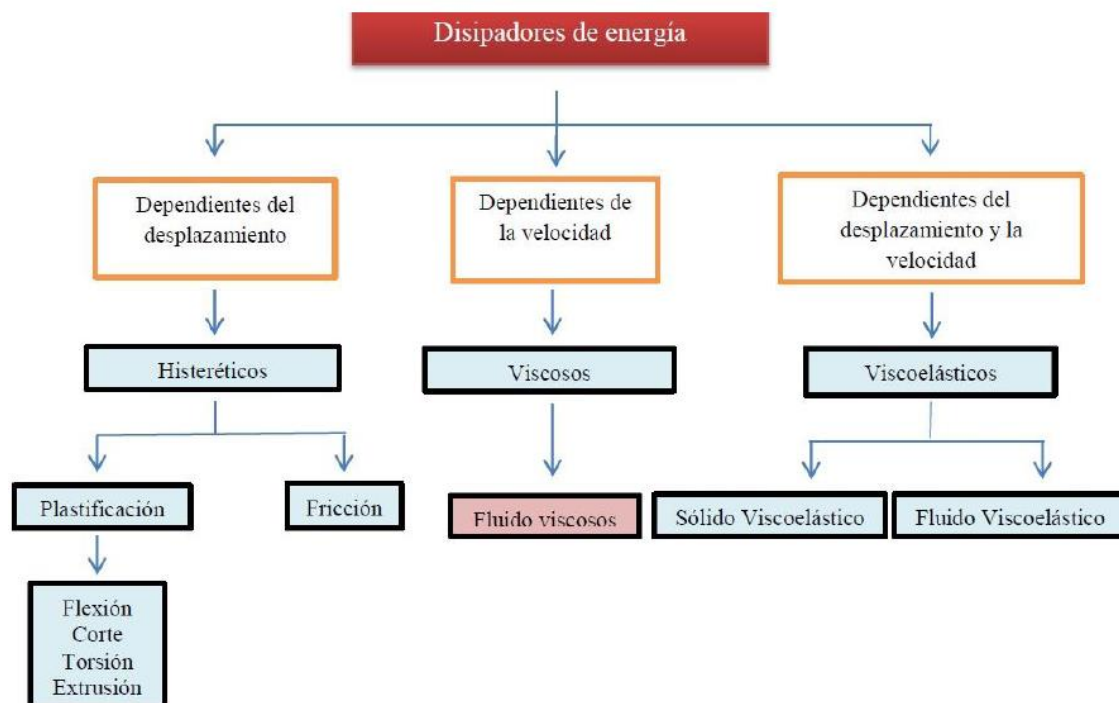 Disipadores de energía
Dependientes del
desplazamiento
Dependientes de
la velocidad
Dependientes del
desplazamiento y la
velocidad
Histeréticos
Viscosos
Viscoelásticos
Plastificación
Fricción
Fluido viscosos
Sólido Viscoelástico
Fluido Viscoelástico
Flexión
Corte
Torsión
Extrusión